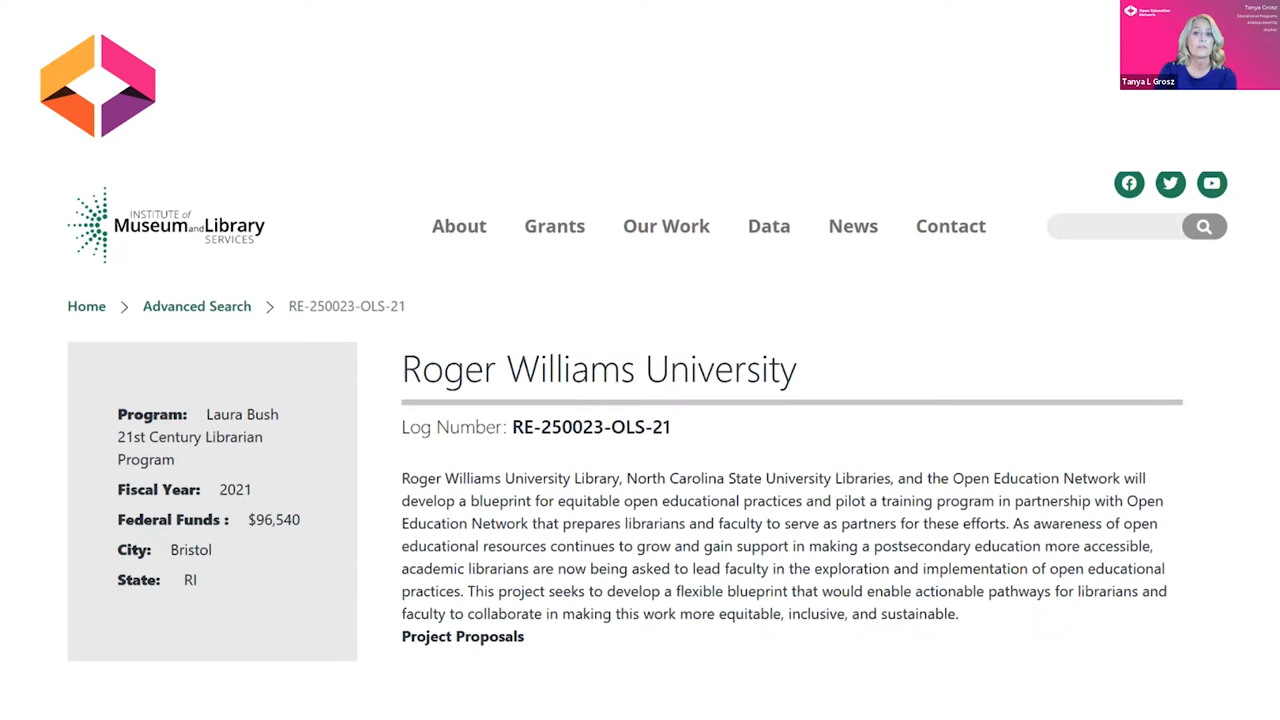 Open Education
Network
Tanya Grosz
Educational Programs
Tanya L Grosz
INSTITUTE of
Museum and Library
SERVICES
About
Grants
Our Work
Data
News
Contact
Home
Advanced Search
RE-250023-OLS-21
Program: Laura Bush
21st Century Librarian
Program
Fiscal Year: 2021
Federal Funds : $96,540
City: Bristol
State: RI
Roger Williams University
Log Number: RE-250023-OLS-21
Roger Williams University Library, North Carolina State University Libraries, and the Open Education Network will
develop a blueprint for equitable open educational practices and pilot a training program in partnership with Open
Education Network that prepares librarians and faculty to serve as partners for these efforts. As awareness of open
educational resources continues to grow and gain support in making a postsecondary education more accessible,
academic librarians are now being asked to lead faculty in the exploration and implementation of open educational
practices. This project seeks to develop a flexible blueprint that would enable actionable pathways for librarians and
faculty to collaborate in making this work more equitable, inclusive, and sustainable.
Project Proposals